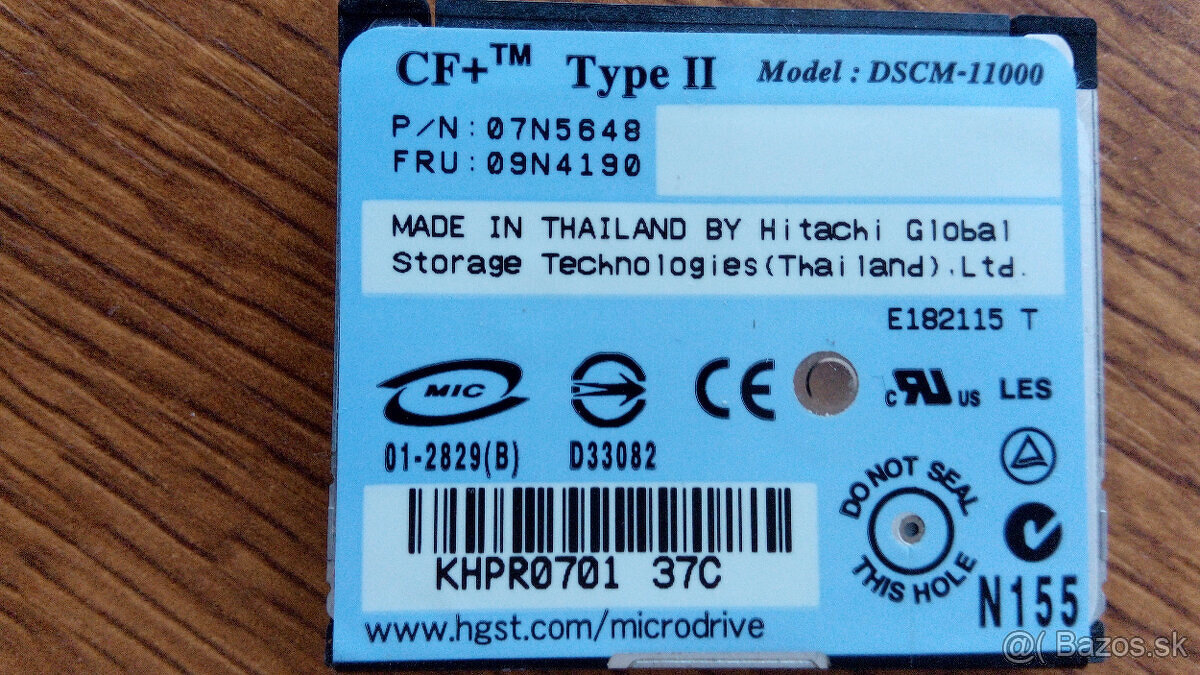 CF+™ Type II Model : DSCM-11000
P/N:07N5648
FRU:09N4190
MADE IN THAILAND BY Hitachi Global
Storage Technologies(Thailand).Ltd.
E182115 T
MIC CE c RU US LES
01-2829(B) D33082
DO NOT SEAL
THIS HOLE
KHPR0701 37C
N155
www.hgst.com/microdrive
@( Bazos.sk